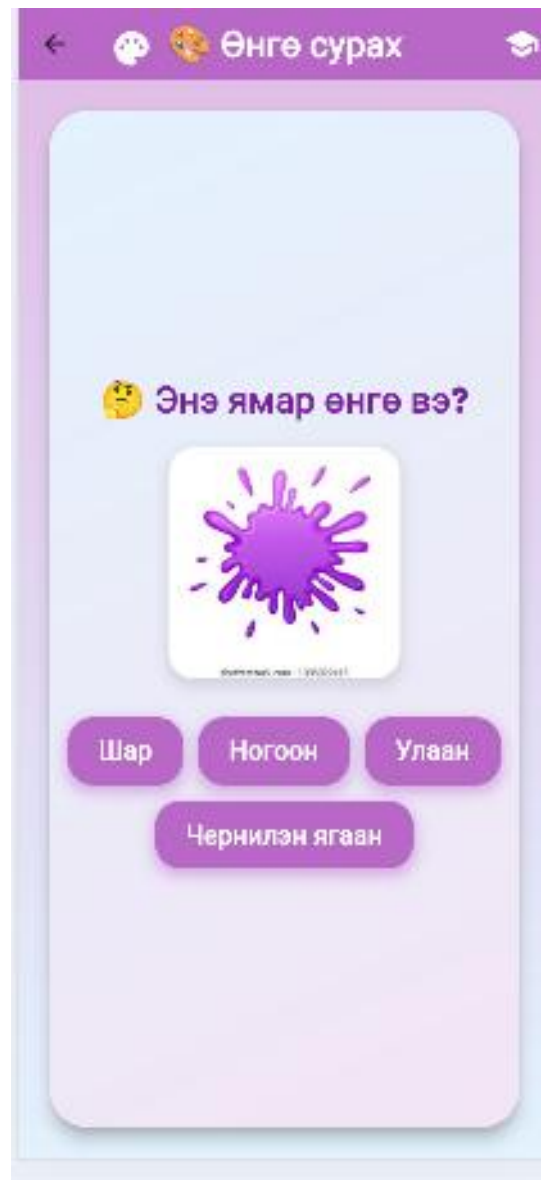 Өнгө сурах
Энэ ямар өнгө вэ?
Шар
Ногоон
Улаан
Чернилэн ягаан